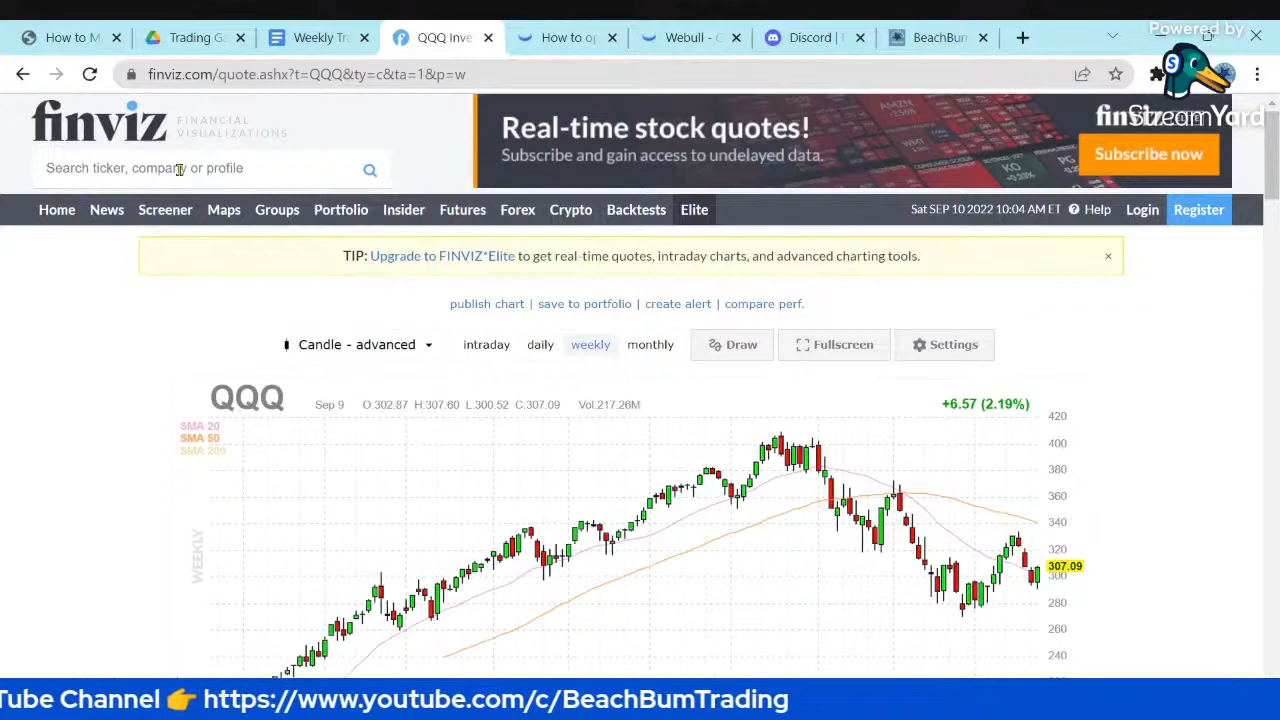 Powered by
StreamYard
How to M
Trading G
Weekly Tr
QQQ Inve
How to op
Webull - C
Discord |
BeachBum
finviz.com/quote.ashx?t=QQQ&ty=c&ta=1&p=w
finviz FINANCIAL VISUALIZATIONS
Search ticker, company or profile
Real-time stock quotes!
Subscribe and gain access to undelayed data.
AMZN
KO
+0.53%
PG
finviz
Subscribe now
Home News Screener Maps Groups Portfolio Insider Futures Forex Crypto Backtests Elite
Sat SEP 10 2022 10:04 AM ET Help Login Register
TIP: Upgrade to FINVIZ*Elite to get real-time quotes, intraday charts, and advanced charting tools. ×
publish chart | save to portfolio | create alert | compare perf.
Candle - advanced intraday daily weekly monthly Draw Fullscreen Settings
QQQ Sep 9 O:302.87 H:307.60 L:300.52 C:307.09 Vol:217.26M +6.57 (2.19%)
SMA 20
SMA 50
SMA 200
WEEKLY
420
400
380
360
340
320
307.09
300
280
260
240
Tube Channel 👉 https://www.youtube.com/c/BeachBumTrading